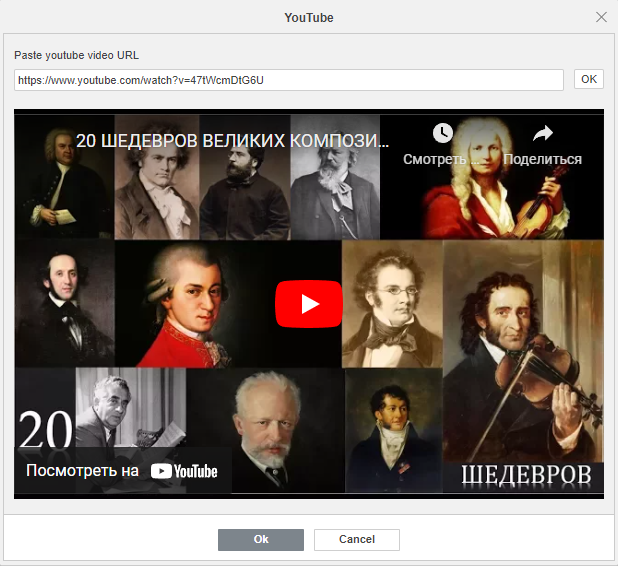 YouTube
Paste youtube video URL
https://www.youtube.com/watch?v=47tWcmDtG6U
OK
20 ШЕДЕВРОВ ВЕЛИКИХ КОМПОЗИ...
Смотреть ...
Поделиться
20
Посмотреть на YouTube
ШЕДЕВРОВ
Ok
Cancel